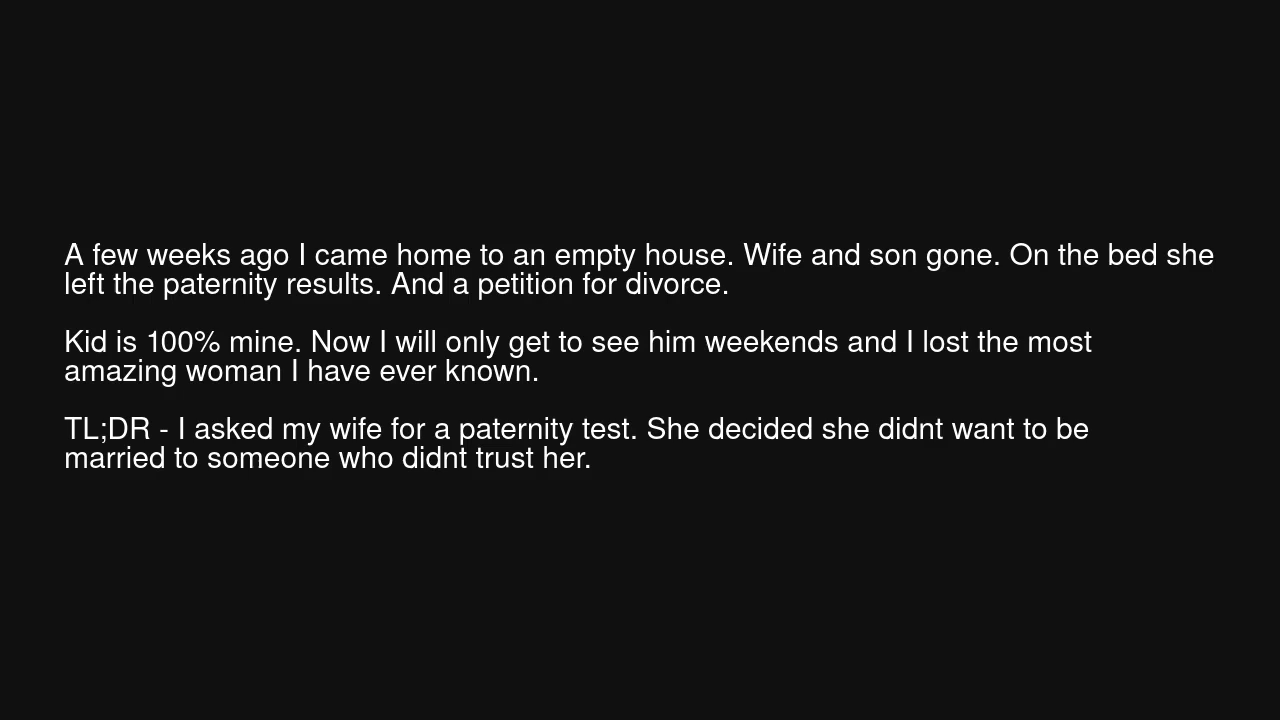 A few weeks ago I came home to an empty house. Wife and son gone. On the bed she
left the paternity results. And a petition for divorce.
Kid is 100% mine. Now I will only get to see him weekends and I lost the most
amazing woman I have ever known.
TL;DR - I asked my wife for a paternity test. She decided she didnt want to be
married to someone who didnt trust her.